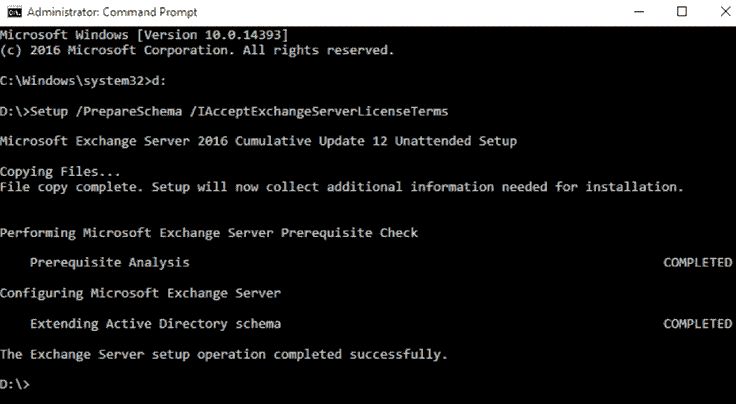 Administrator: Command Prompt
Microsoft Windows [Version 10.0.14393]
(c) 2016 Microsoft Corporation. All rights reserved.
C:\Windows\system32>d:
D:\>Setup /PrepareSchema /IAcceptExchangeServerLicenseTerms
Microsoft Exchange Server 2016 Cumulative Update 12 Unattended Setup
Copying Files...
File copy complete. Setup will now collect additional information needed for installation.
Performing Microsoft Exchange Server Prerequisite Check
Prerequisite Analysis COMPLETED
Configuring Microsoft Exchange Server
Extending Active Directory schema COMPLETED
The Exchange Server setup operation completed successfully.
D:\>